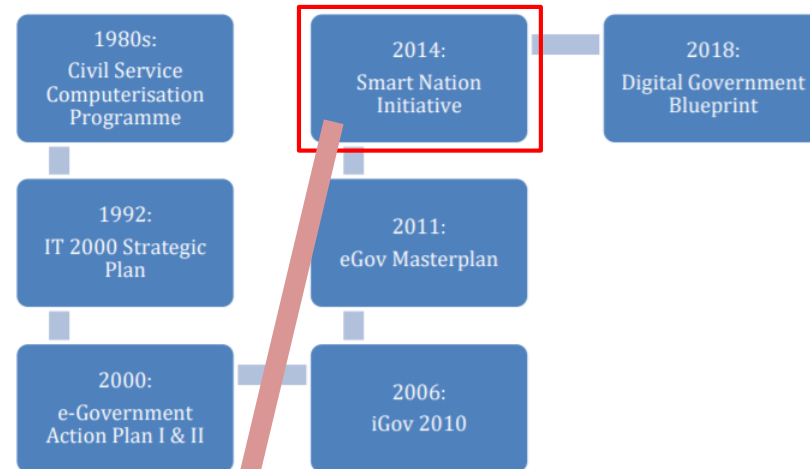 1980s:
Civil Service
Computerisation
Programme
1992:
IT 2000 Strategic
Plan
2000:
e-Government
Action Plan I & II
2006:
iGov 2010
2011:
eGov Masterplan
2014:
Smart Nation
Initiative
2018:
Digital Government
Blueprint